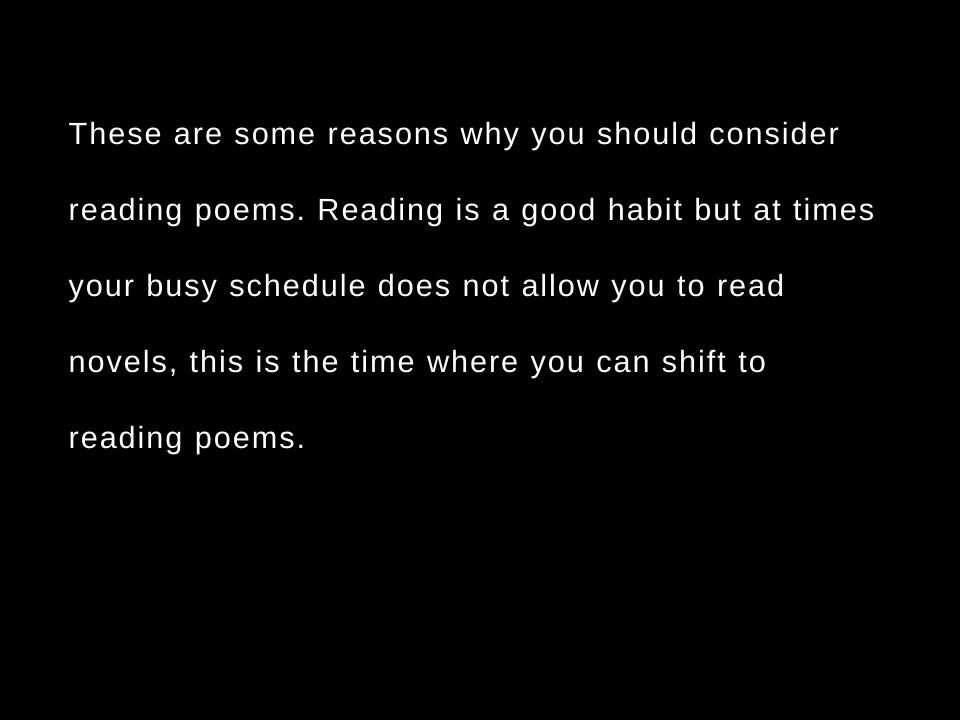 These are some reasons why you should consider
reading poems. Reading is a good habit but at times
your busy schedule does not allow you to read
novels, this is the time where you can shift to
reading poems.